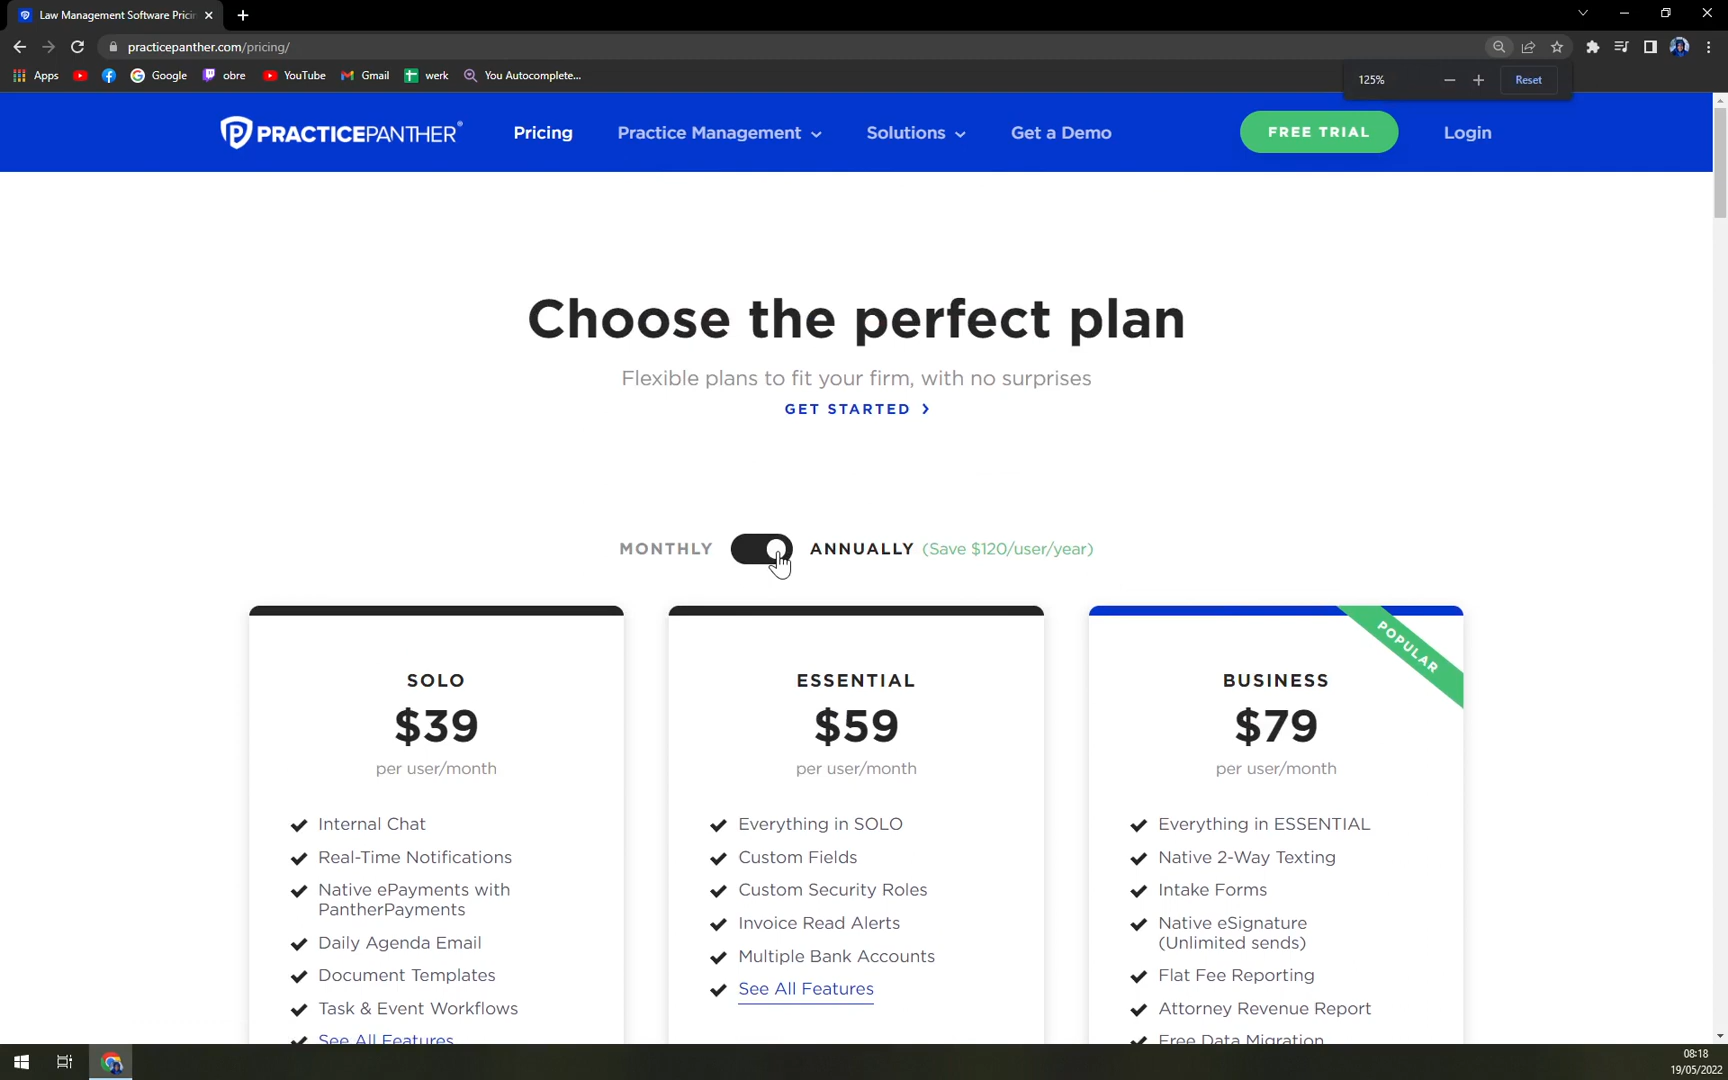 Law Management Software Pricin
practicepanther.com/pricing/
Apps Google obre YouTube Gmail werk You Autocomplete...
125% Reset
PRACTICEPANTHER® Pricing Practice Management Solutions Get a Demo FREE TRIAL Login
Choose the perfect plan
Flexible plans to fit your firm, with no surprises
GET STARTED >
MONTHLY ANNUALLY (Save $120/user/year)
POPULAR
SOLO
$39
per user/month
Internal Chat
Real-Time Notifications
Native ePayments with
PantherPayments
Daily Agenda Email
Document Templates
Task & Event Workflows
See All Features
ESSENTIAL
$59
per user/month
Everything in SOLO
Custom Fields
Custom Security Roles
Invoice Read Alerts
Multiple Bank Accounts
See All Features
BUSINESS
$79
per user/month
Everything in ESSENTIAL
Native 2-Way Texting
Intake Forms
Native eSignature
(Unlimited sends)
Flat Fee Reporting
Attorney Revenue Report
Free Data Migration
08:18
19/05/2022